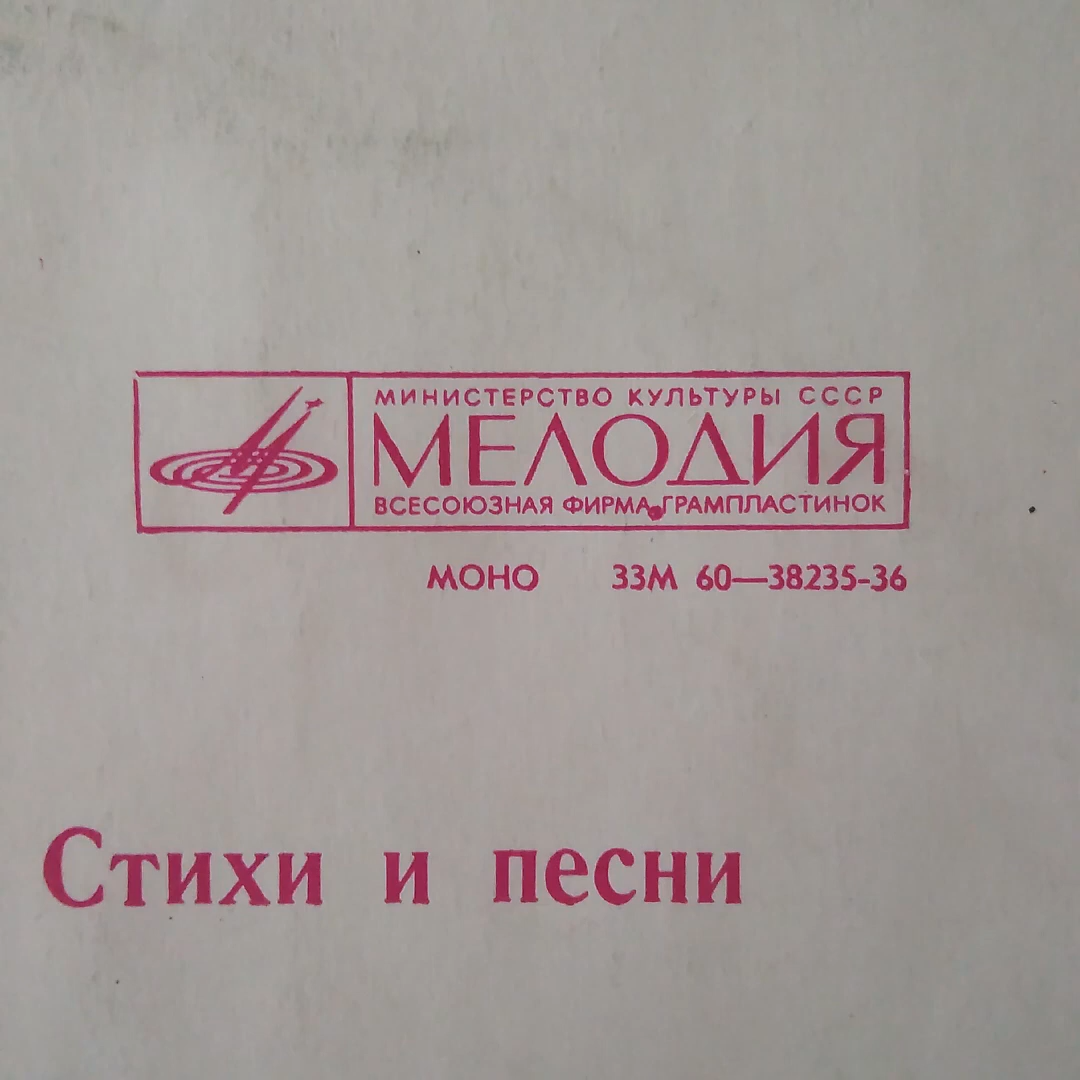 МИНИСТЕРСТВО КУЛЬТУРЫ СССР
МЕЛОДИЯ
ВСЕСОЮЗНАЯ ФИРМА ГРАМПЛАСТИНОК
МОНО 33М 60—38235-36
Стихи и песни